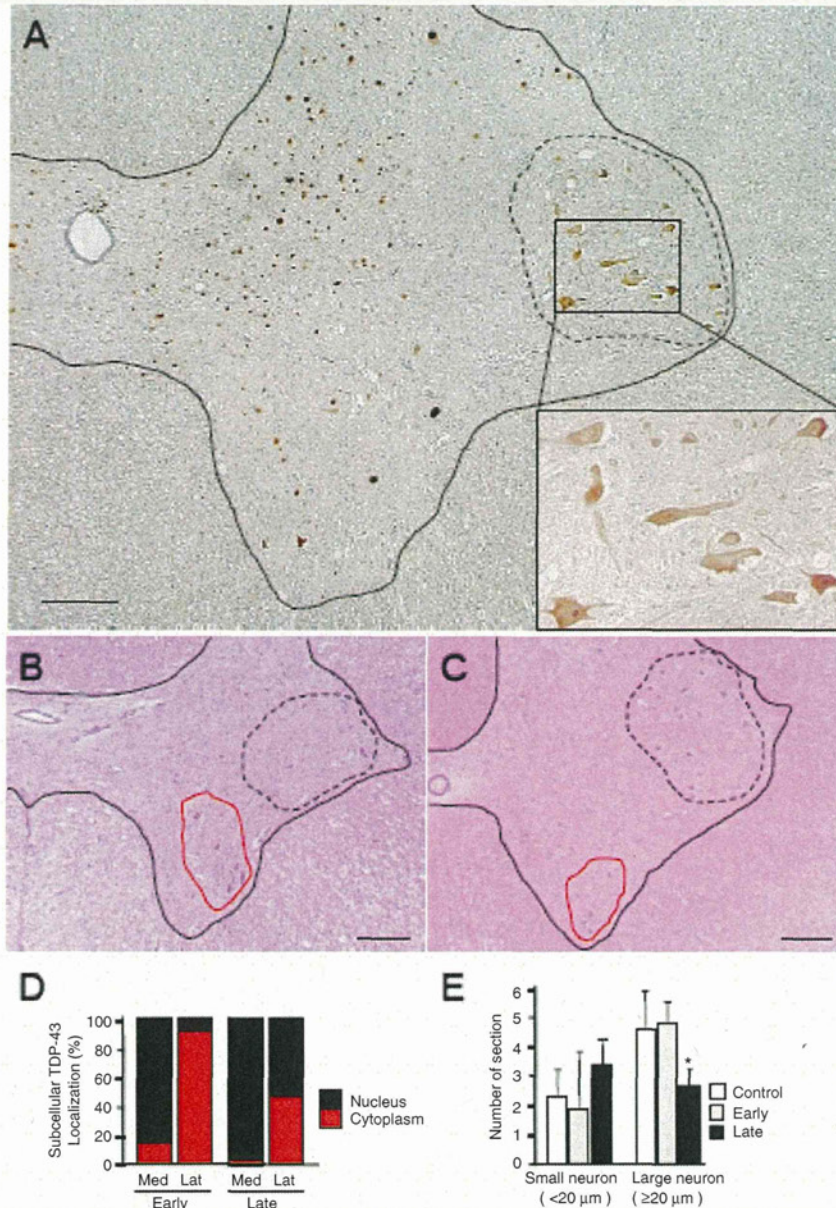 A
B
C
D
Subcellular TDP-43
Localization (%)
100
80
60
40
20
0
Med Lat Med Lat
Early Late
Nucleus
Cytoplasm
E
Number of section
6
5
4
3
2
1
0
*
Small neuron Large neuron
( <20 μm ) ( ≥20 μm )
Control
Early
Late